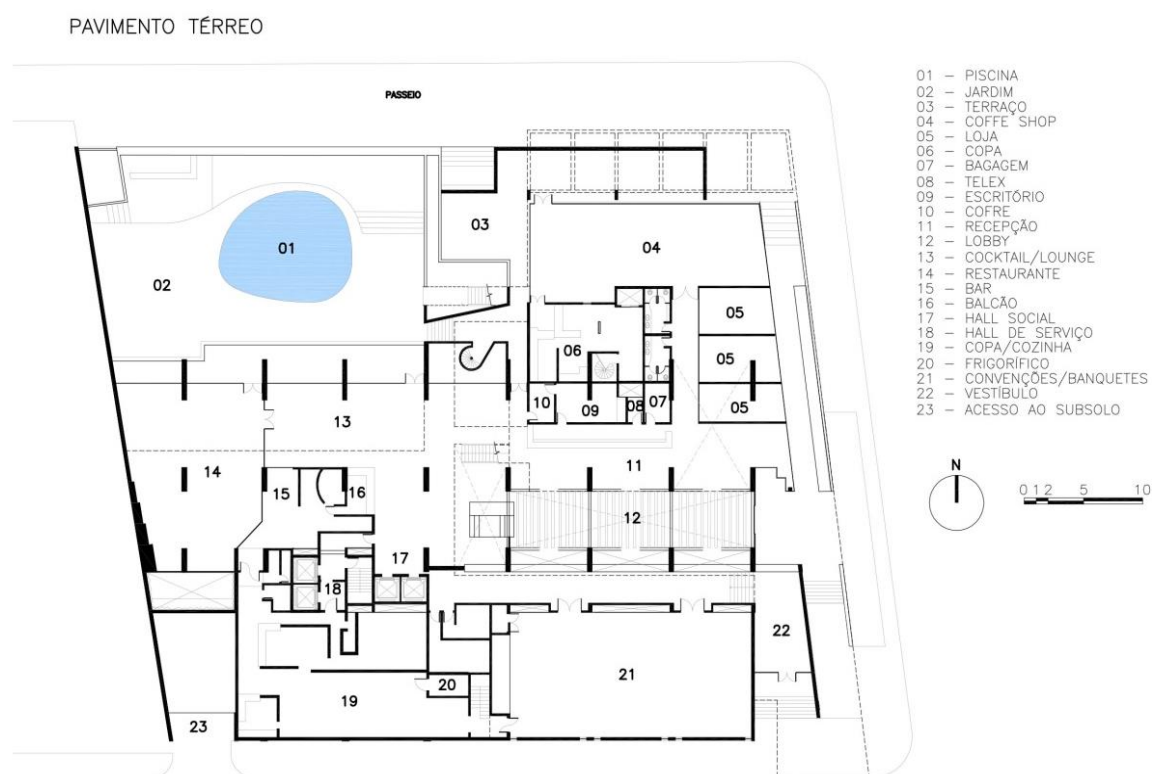 PAVIMENTO TÉRREO
PASSEIO
01 – PISCINA
02 – JARDIM
03 – TERRAÇO
04 – COFFE SHOP
05 – LOJA
06 – COPA
07 – BAGAGEM
08 – TELEX
09 – ESCRITÓRIO
10 – COFRE
11 – RECEPÇÃO
12 – LOBBY
13 – COCKTAIL/LOUNGE
14 – RESTAURANTE
15 – BAR
16 – BALCÃO
17 – HALL SOCIAL
18 – HALL DE SERVIÇO
19 – COPA/COZINHA
20 – FRIGORÍFICO
21 – CONVENÇÕES/BANQUETES
22 – VESTÍBULO
23 – ACESSO AO SUBSOLO
N
0 1 2 5 10
03
01
04
02
05
06
05
10
09
08
07
05
13
11
14
15
16
12
17
18
22
21
20
19
23